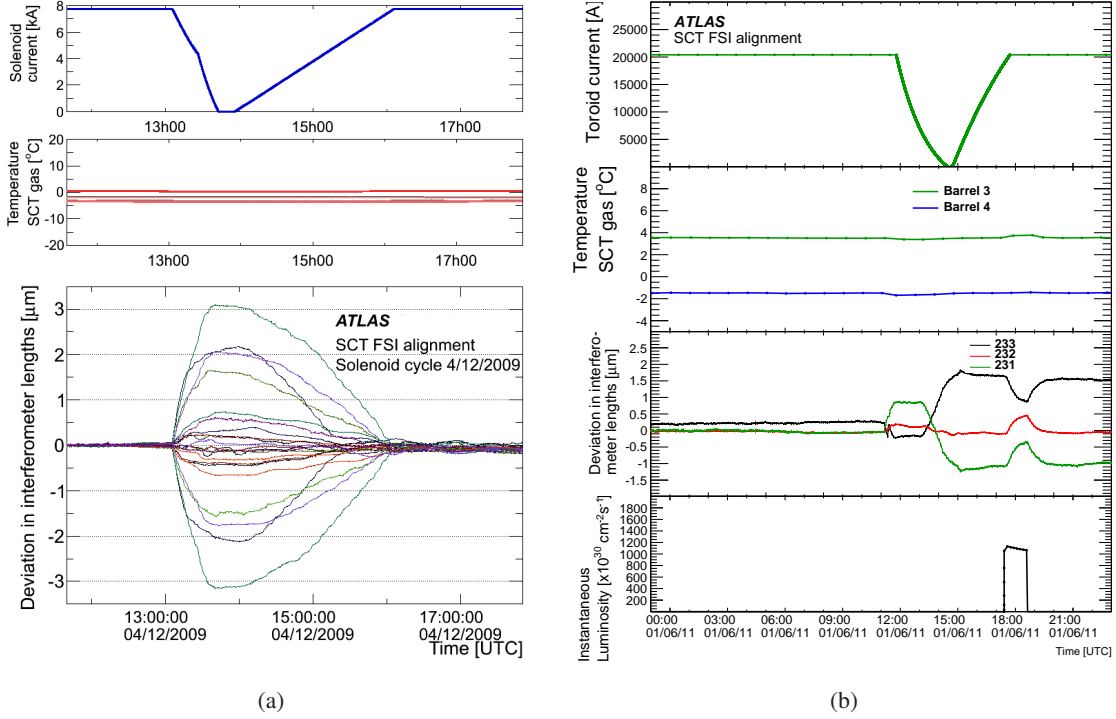 Solenoid
current [kA]
8
6
4
2
0
13h00
15h00
17h00
Temperature
SCT gas [°C]
20
10
0
-10
-20
13h00
15h00
17h00
Deviation in interferometer lengths [μm]
3
2
1
0
-1
-2
-3
ATLAS
SCT FSI alignment
Solenoid cycle 4/12/2009
13:00:00
04/12/2009
15:00:00
04/12/2009
17:00:00
04/12/2009
Time [UTC]
(a)
Toroid current [A]
25000
20000
15000
10000
5000
ATLAS
SCT FSI alignment
Temperature
SCT gas [°C]
8
6
4
2
0
-2
-4
Barrel 3
Barrel 4
Deviation in interfero-
meter lengths [μm]
2.5
1.5
0.5
0
-0.5
-1
-1.5
233
232
231
Instantaneous
Luminosity [x10³⁰ cm-2s-1]
1800
1600
1400
1200
1000
800
600
400
200
00:00
01/06/11
03:00
01/06/11
06:00
01/06/11
09:00
01/06/11
12:00
01/06/11
15:00
01/06/11
18:00
01/06/11
21:00
01/06/11
Time [UTC]
(b)